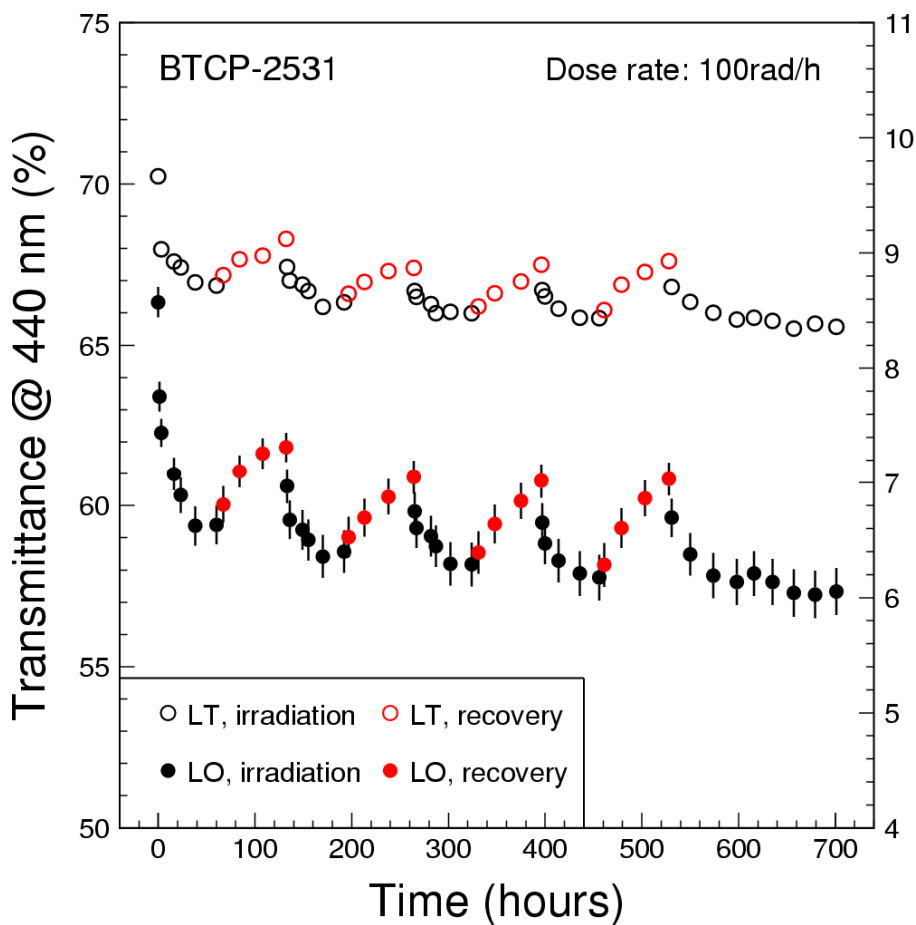 BTCP-2531 Dose rate: 100rad/h
Transmittance @ 440 nm (%)
75
70
65
60
55
50
11
10
9
8
7
6
5
4
LT, irradiation LT, recovery
LO, irradiation LO, recovery
0 100 200 300 400 500 600 700
Time (hours)